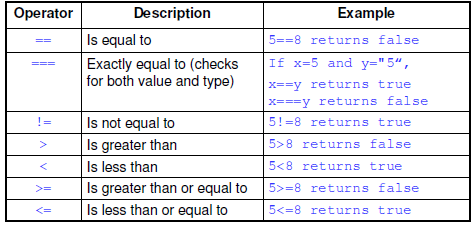 Operator Description Example
== Is equal to 5==8 returns false
=== Exactly equal to (checks for both value and type) If x=5 and y="5“,
x==y returns true
x===y returns false
!= Is not equal to 5!=8 returns true
> Is greater than 5>8 returns false
< Is less than 5<8 returns true
>= Is greater than or equal to 5>=8 returns false
<= Is less than or equal to 5<=8 returns true